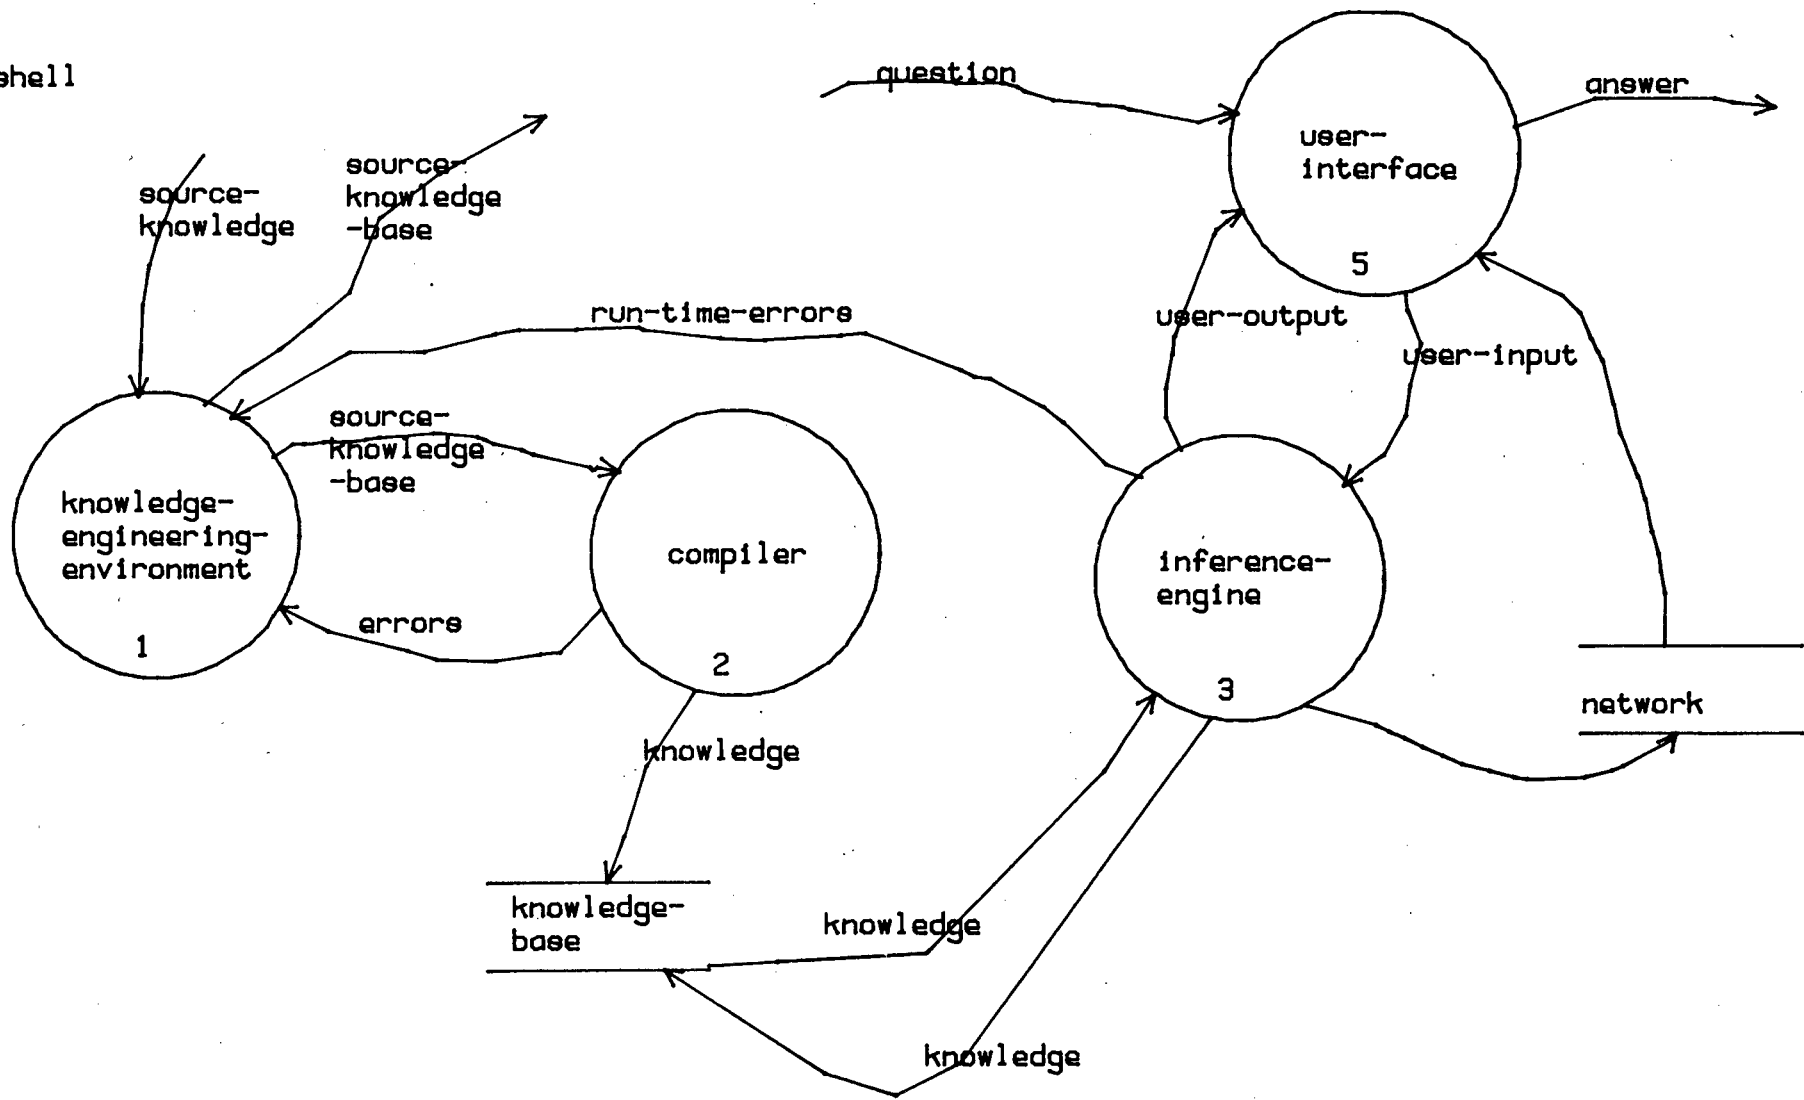 shell
question
answer
user-
interface
5
source-
knowledge
source-
knowledge
-base
run-time-errors
user-output
user-input
source-
knowledge
-base
knowledge-
engineering-
environment
1
compiler
2
errors
inference-
engine
3
network
knowledge
knowledge-
base
knowledge
knowledge